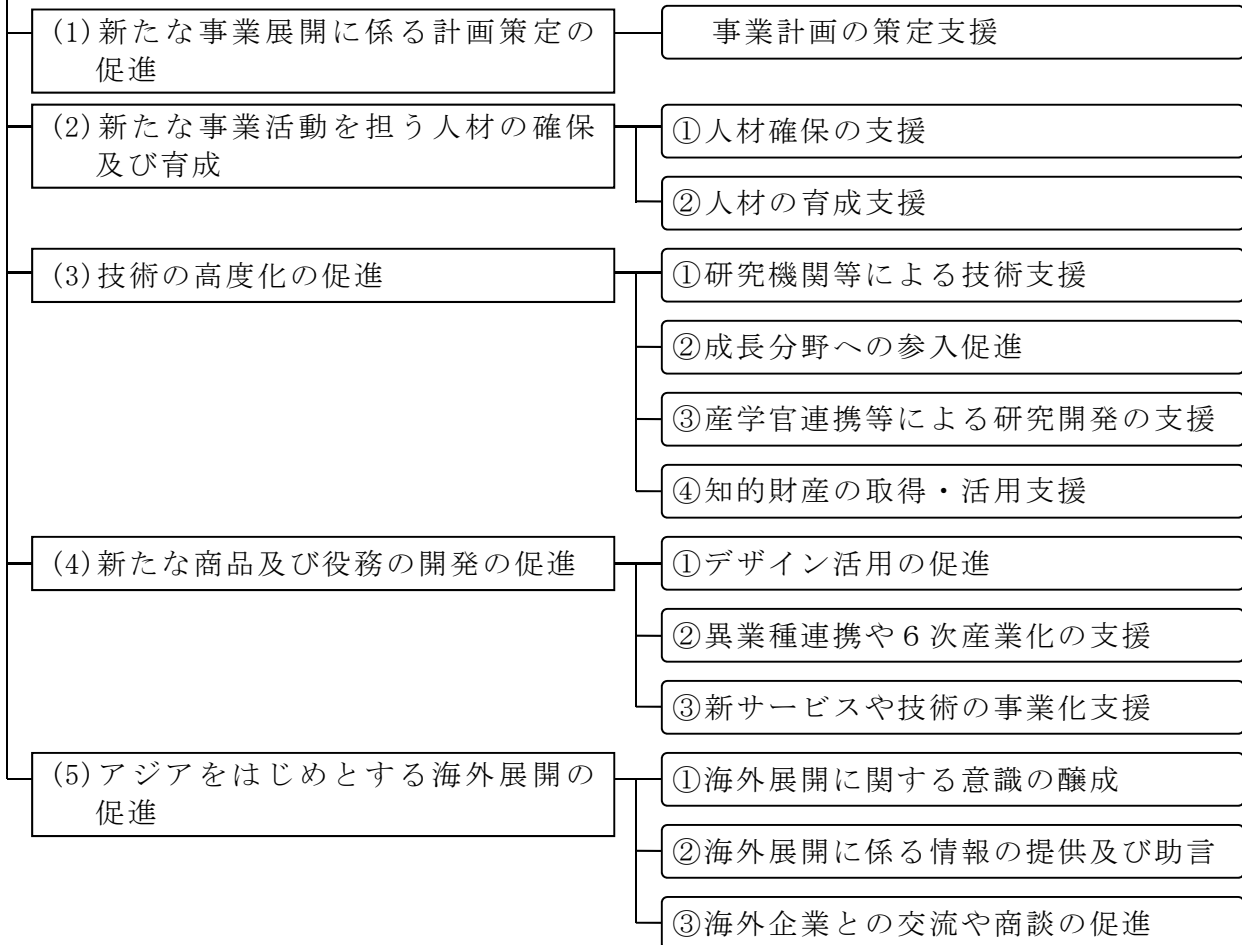 (1)新たな事業展開に係る計画策定の
促進
事業計画の策定支援
(2)新たな事業活動を担う人材の確保
及び育成
①人材確保の支援
②人材の育成支援
(3)技術の高度化の促進
①研究機関等による技術支援
②成長分野への参入促進
③産学官連携等による研究開発の支援
④知的財産の取得・活用支援
(4)新たな商品及び役務の開発の促進
①デザイン活用の促進
②異業種連携や6次産業化の支援
③新サービスや技術の事業化支援
(5)アジアをはじめとする海外展開の
促進
①海外展開に関する意識の醸成
②海外展開に係る情報の提供及び助言
③海外企業との交流や商談の促進